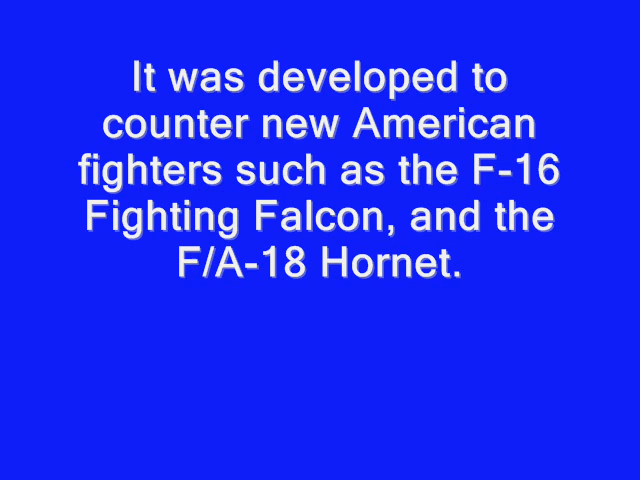 It was developed to
counter new American
fighters such as the F-16
Fighting Falcon, and the
F/A-18 Hornet.